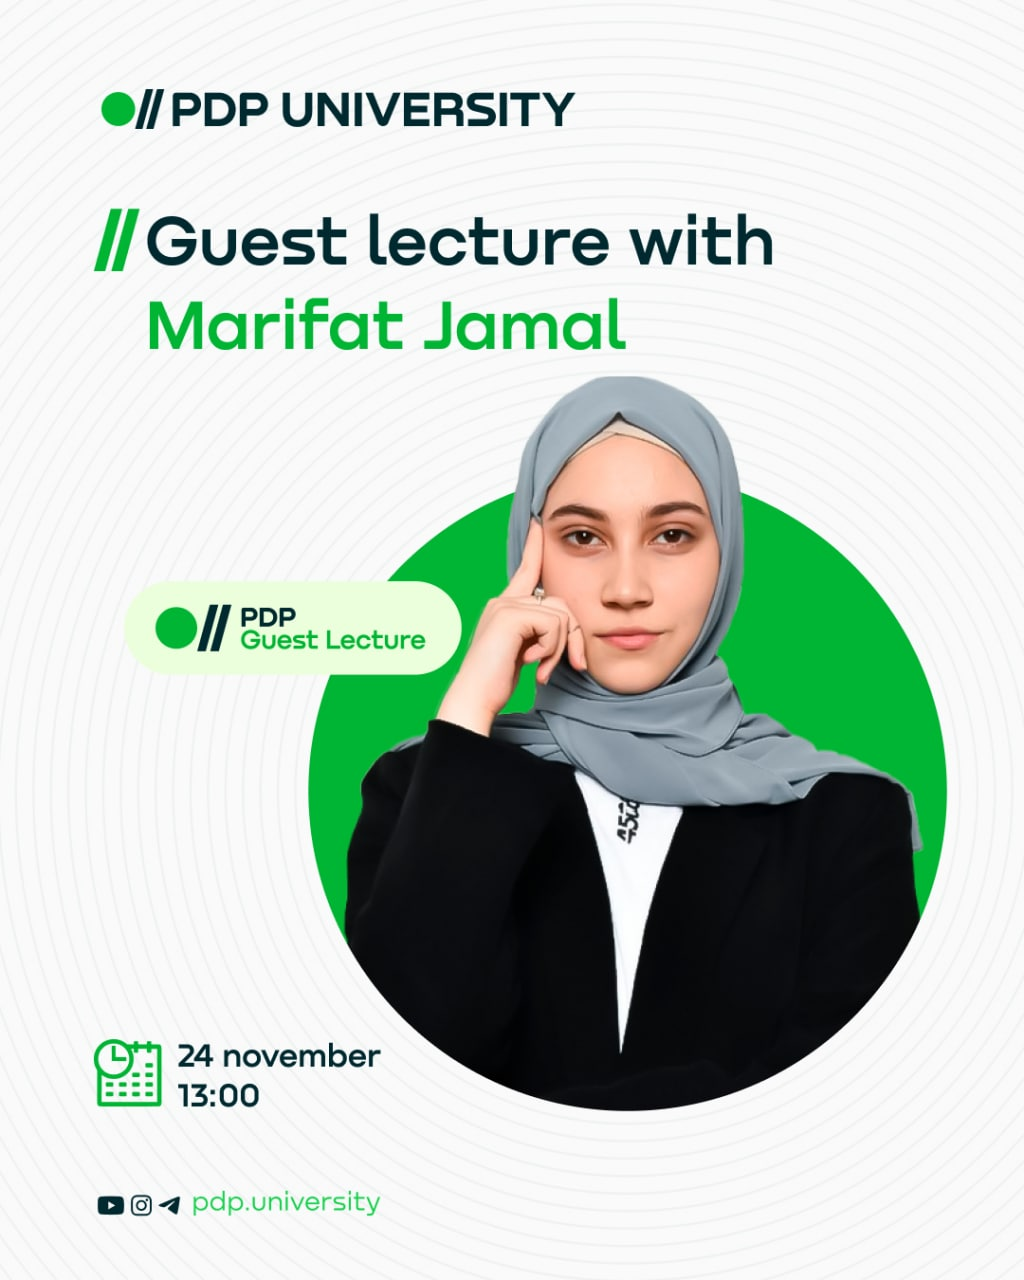 PDP UNIVERSITY
Guest lecture with
Marifat Jamal
PDP
Guest Lecture
24 november
13:00
pdp.university